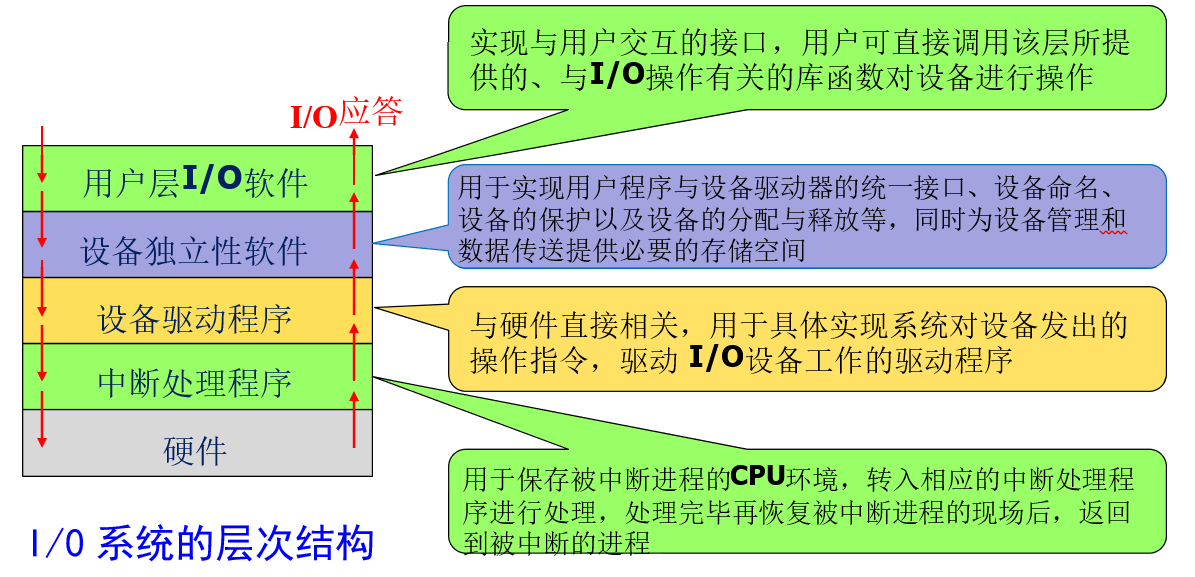 实现与用户交互的接口，用户可直接调用该层所提
供的、与I/O操作有关的库函数对设备进行操作
I/O应答
用户层I/O软件
用于实现用户程序与设备驱动器的统一接口、设备命名、
设备的保护以及设备的分配与释放等，同时为设备管理和
数据传送提供必要的存储空间
设备独立性软件
设备驱动程序
与硬件直接相关，用于具体实现系统对设备发出的
操作指令，驱动 I/O设备工作的驱动程序
中断处理程序
硬件
用于保存被中断进程的CPU环境，转入相应的中断处理程
序进行处理，处理完毕再恢复被中断进程的现场后，返回
到被中断的进程
I/O 系统的层次结构